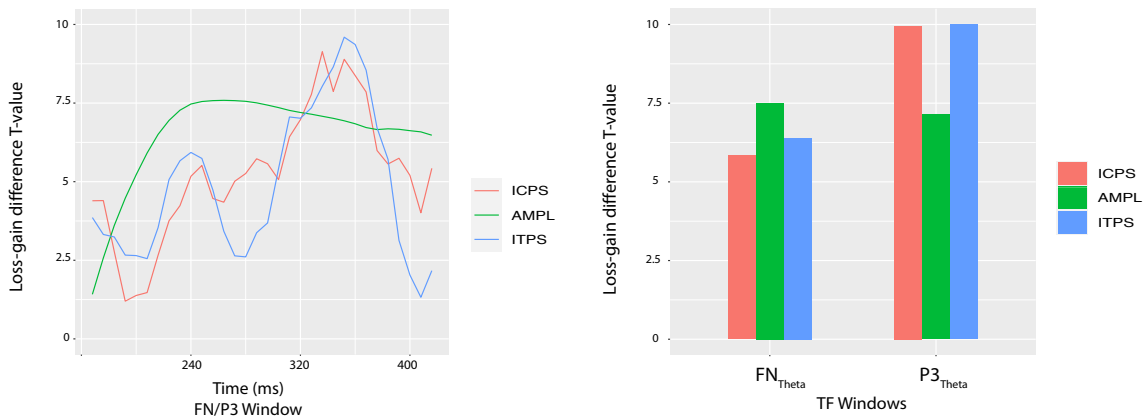 Loss-gain difference T-value
10
7.5
5
2.5
0
240
320
400
Time (ms)
FN/P3 Window
ICPS
AMPL
ITPS
Loss-gain difference T-value
10
7.5
5
2.5
0
FNTheta
P3Theta
TF Windows
ICPS
AMPL
ITPS